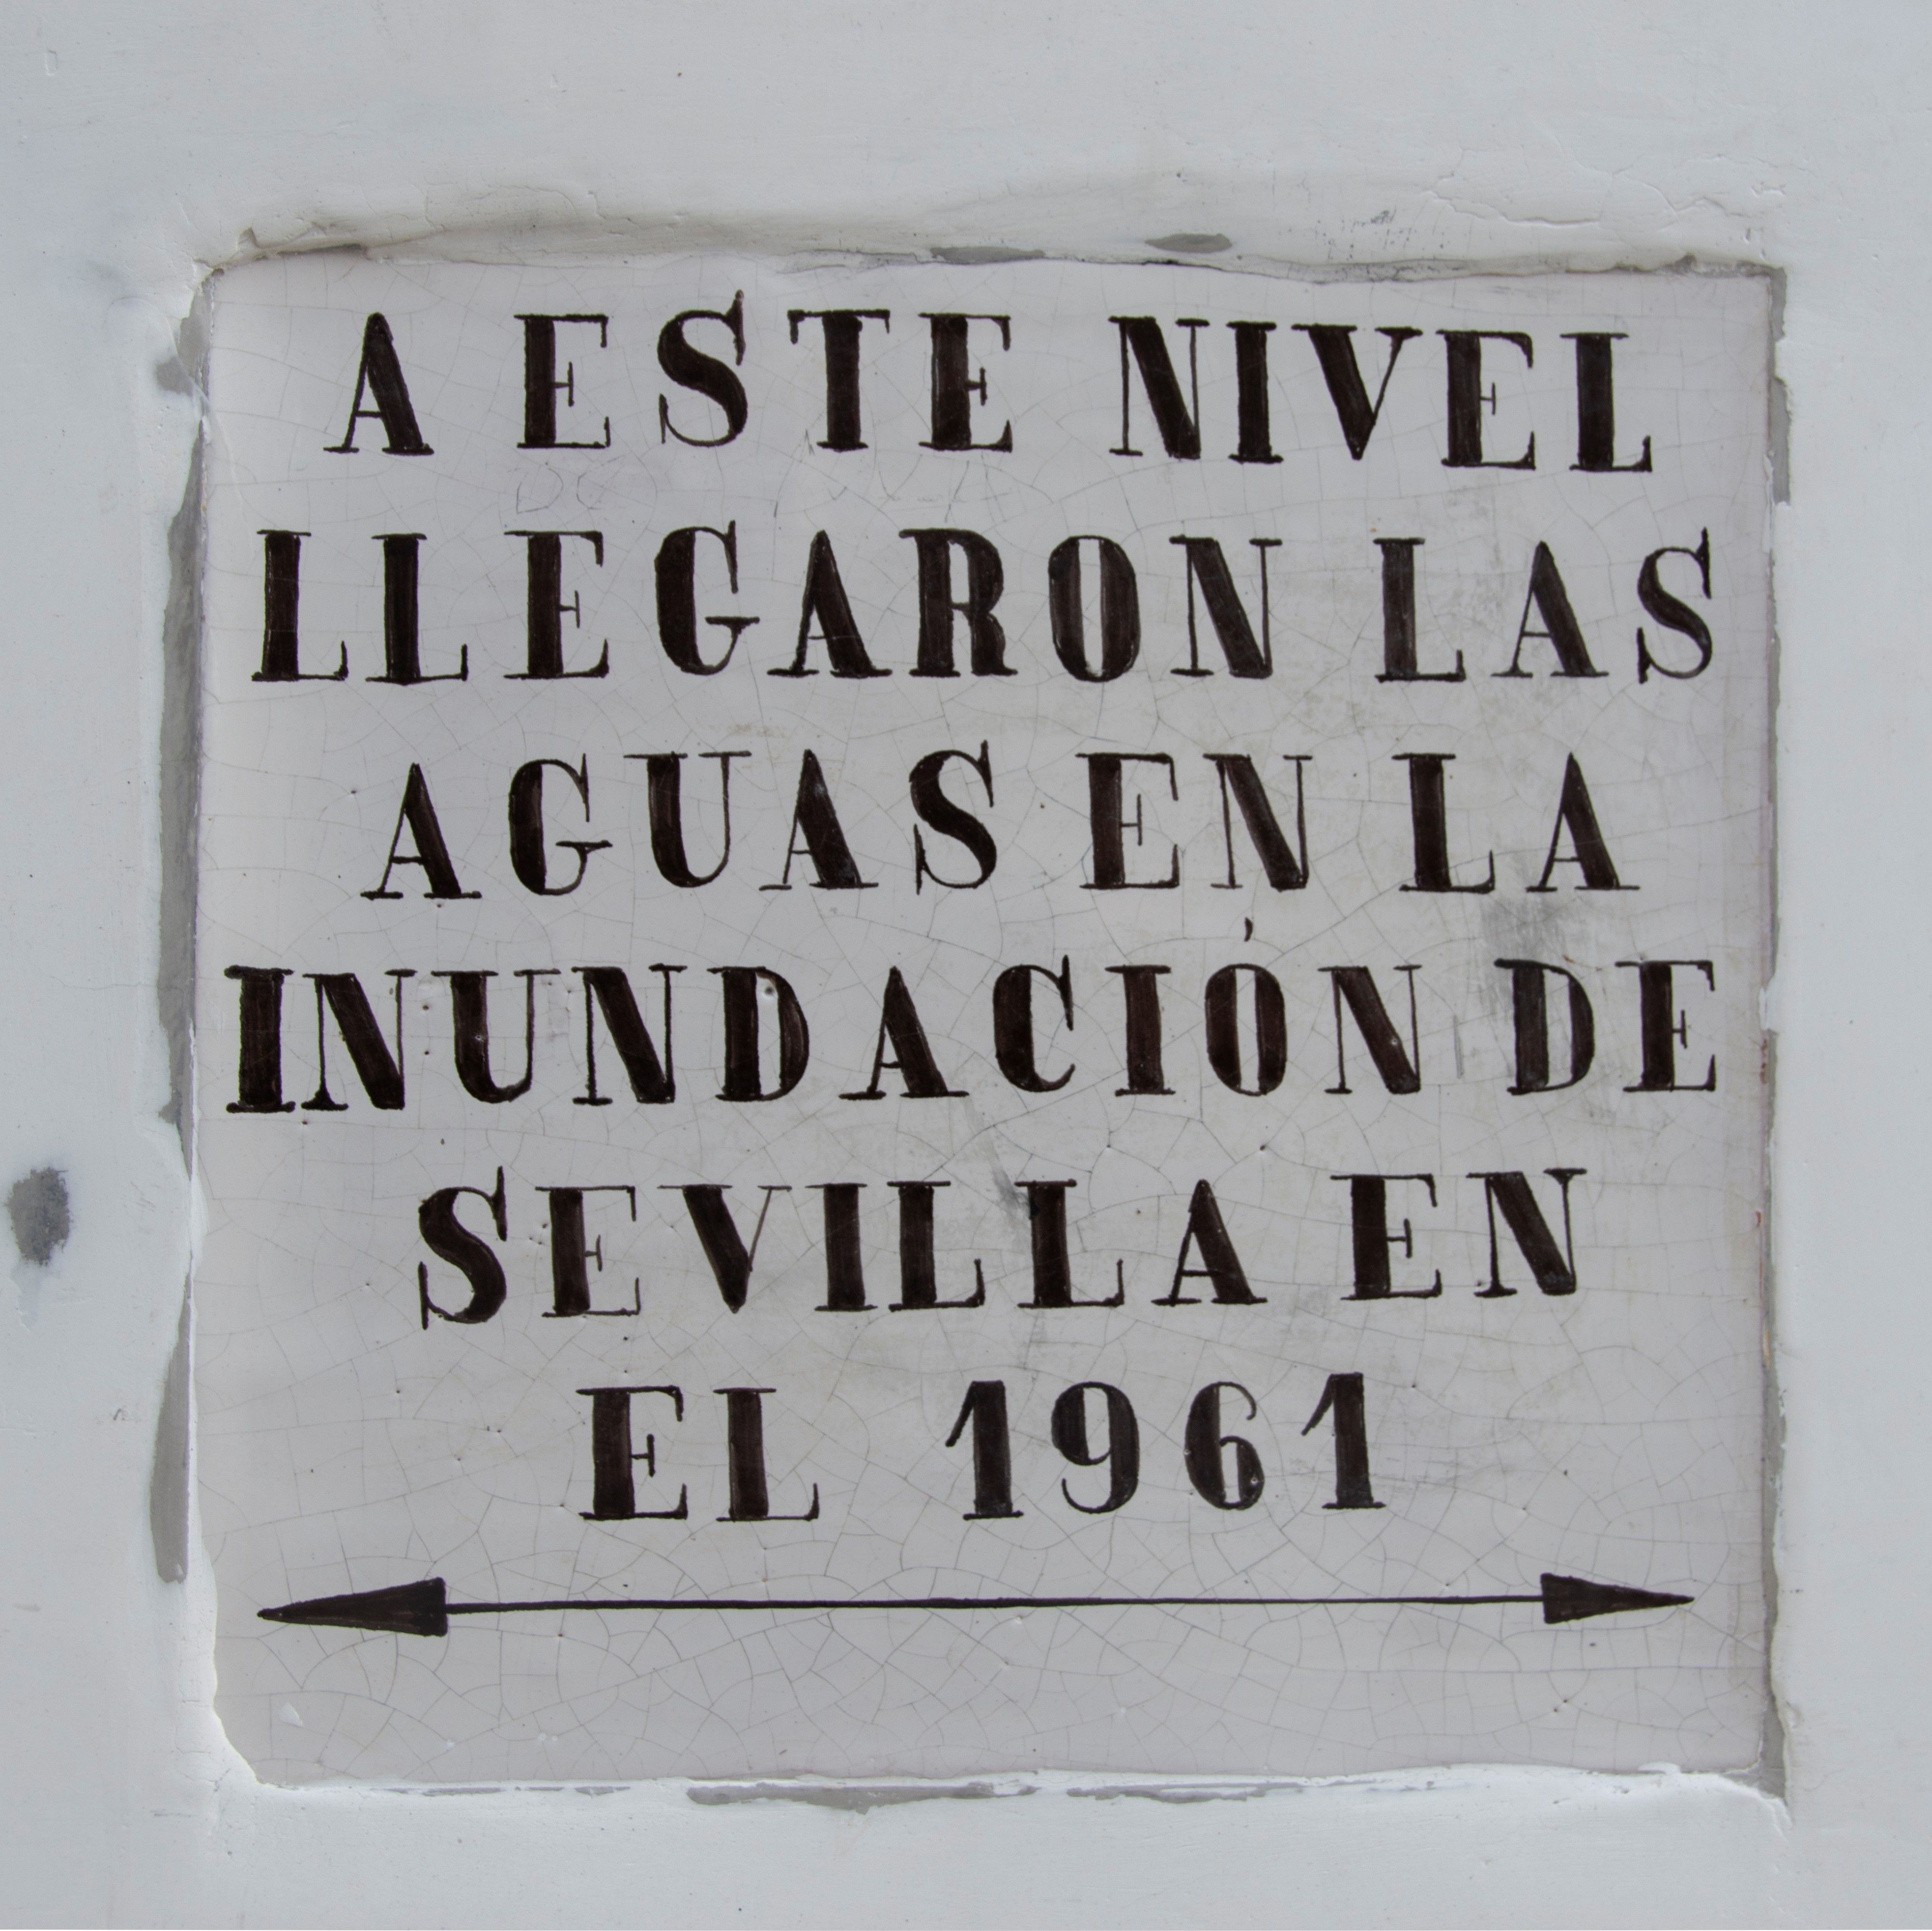 A ESTE NIVEL
LLEGARON LAS
AGUAS EN LA
INUNDACIÓN DE
SEVILLA EN
EL 1961